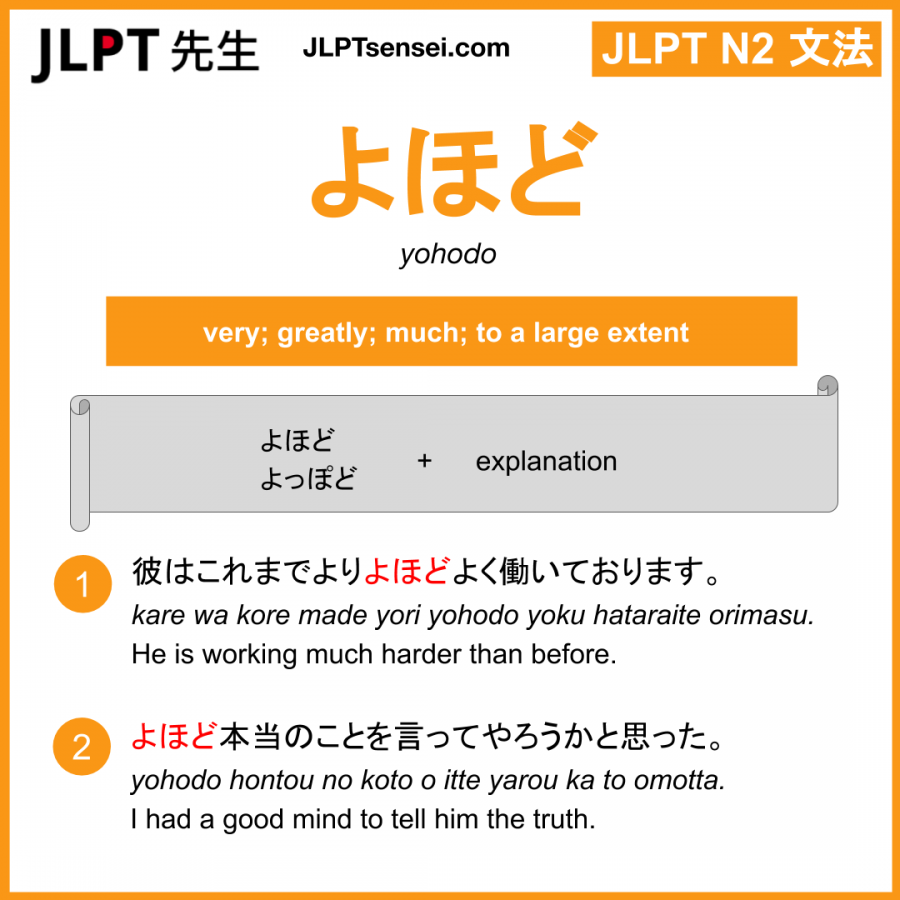 JLPT 先生
JLPTsensei.com
JLPT N2 文法
よほど
yohodo
very; greatly; much; to a large extent
よほど
よっぽど
+ explanation
1
彼はこれまでよりよほどよく働いております。
kare wa kore made yori yohodo yoku hataraite orimasu.
He is working much harder than before.
2
よほど本当のことを言ってやろうかと思った。
yohodo hontou no koto o itte yarou ka to omotta.
I had a good mind to tell him the truth.